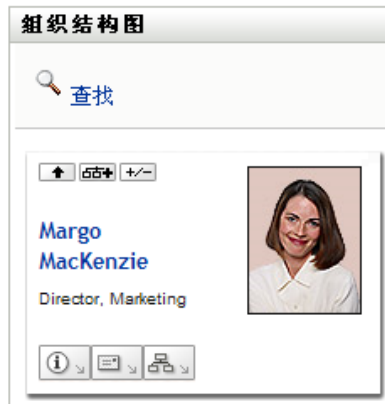 组织结构图
查找
+/-
Margo
MacKenzie
Director, Marketing